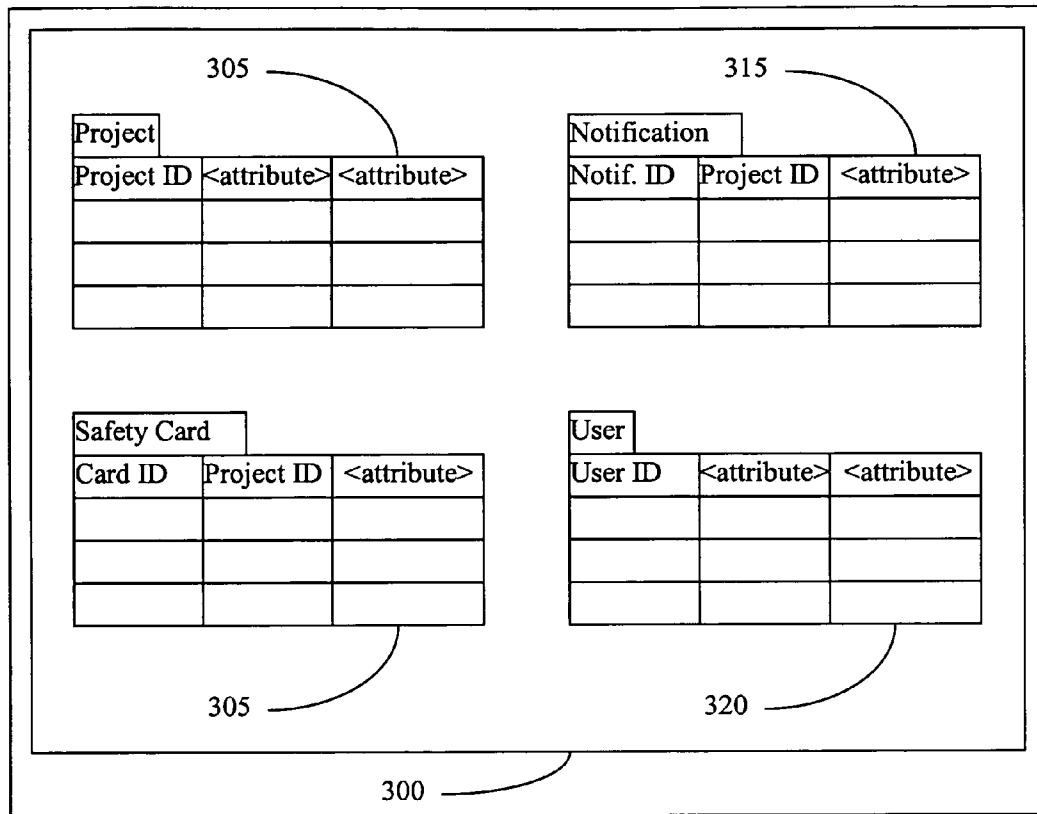 305
315
Project
Project ID <attribute> <attribute>
Notification
Notif. ID Project ID <attribute>
Safety Card
Card ID Project ID <attribute>
User
User ID <attribute> <attribute>
305
320
300